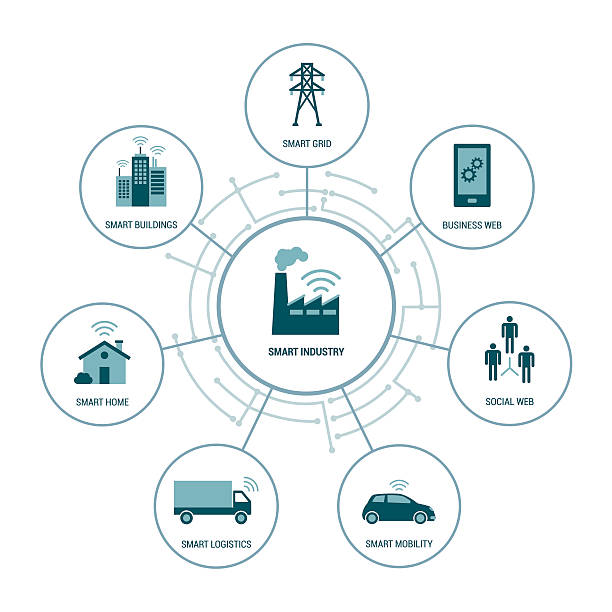 SMART GRID
SMART BUILDINGS
BUSINESS WEB
SMART INDUSTRY
SMART HOME
SOCIAL WEB
SMART LOGISTICS
SMART MOBILITY